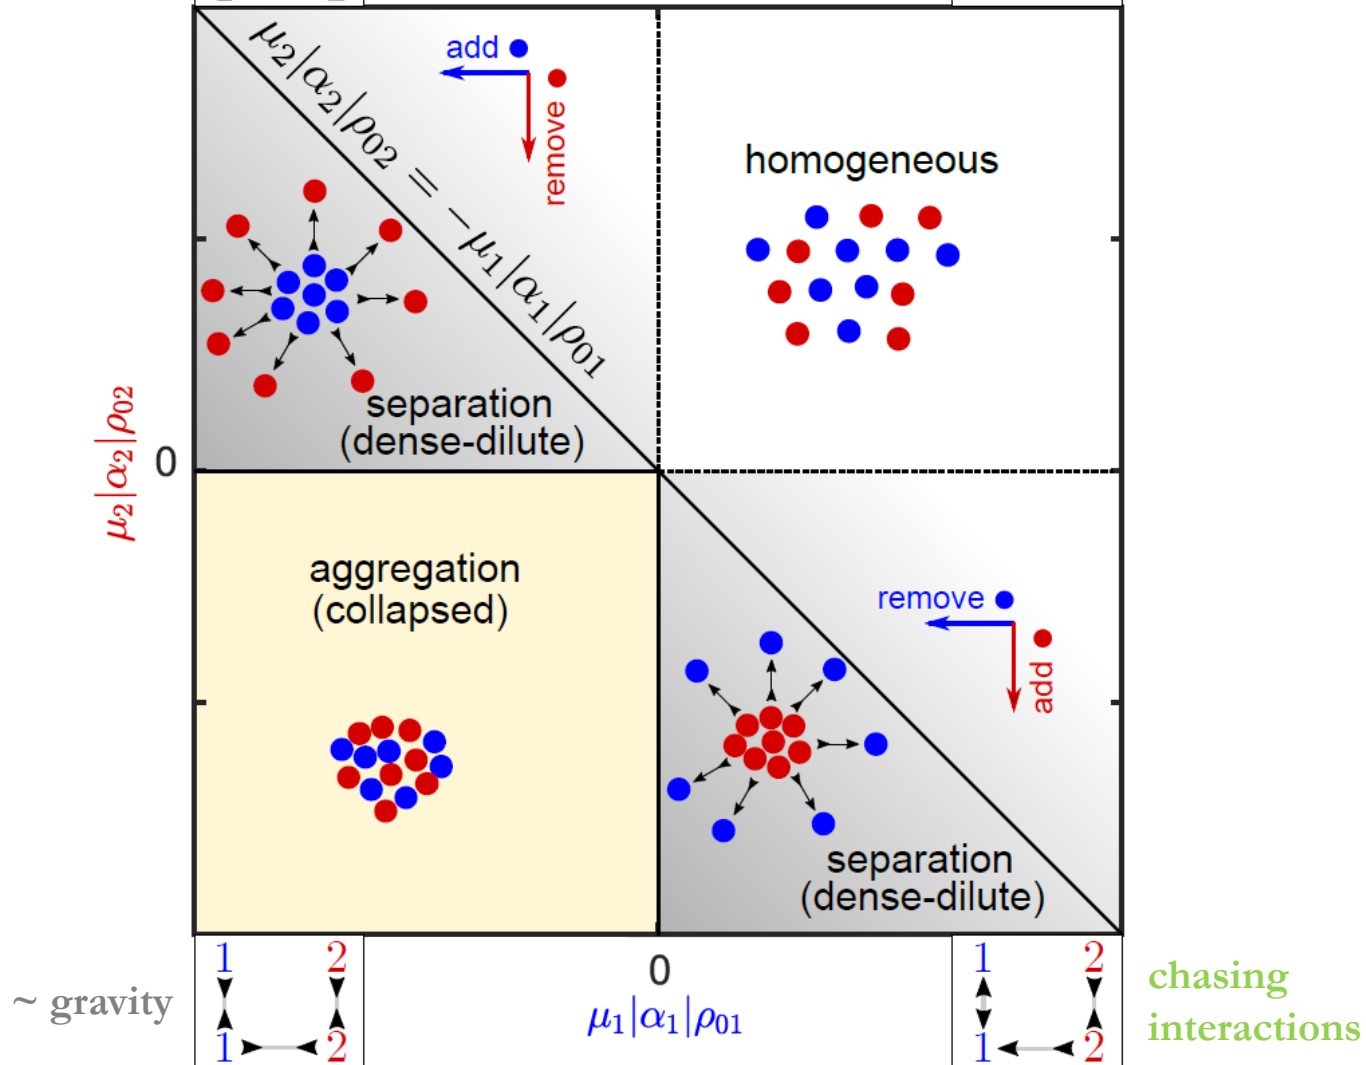 add
remove
μ₂|α₂|ρ₀₂ = −μ₁|α₁|ρ₀₁
homogeneous
separation
(dense-dilute)
μ₂|α₂|ρ₀₂
0
aggregation
(collapsed)
remove
add
separation
(dense-dilute)
0
μ₁|α₁|ρ₀₁
~ gravity
1 2
1 2
1 2
1 2
chasing
interactions